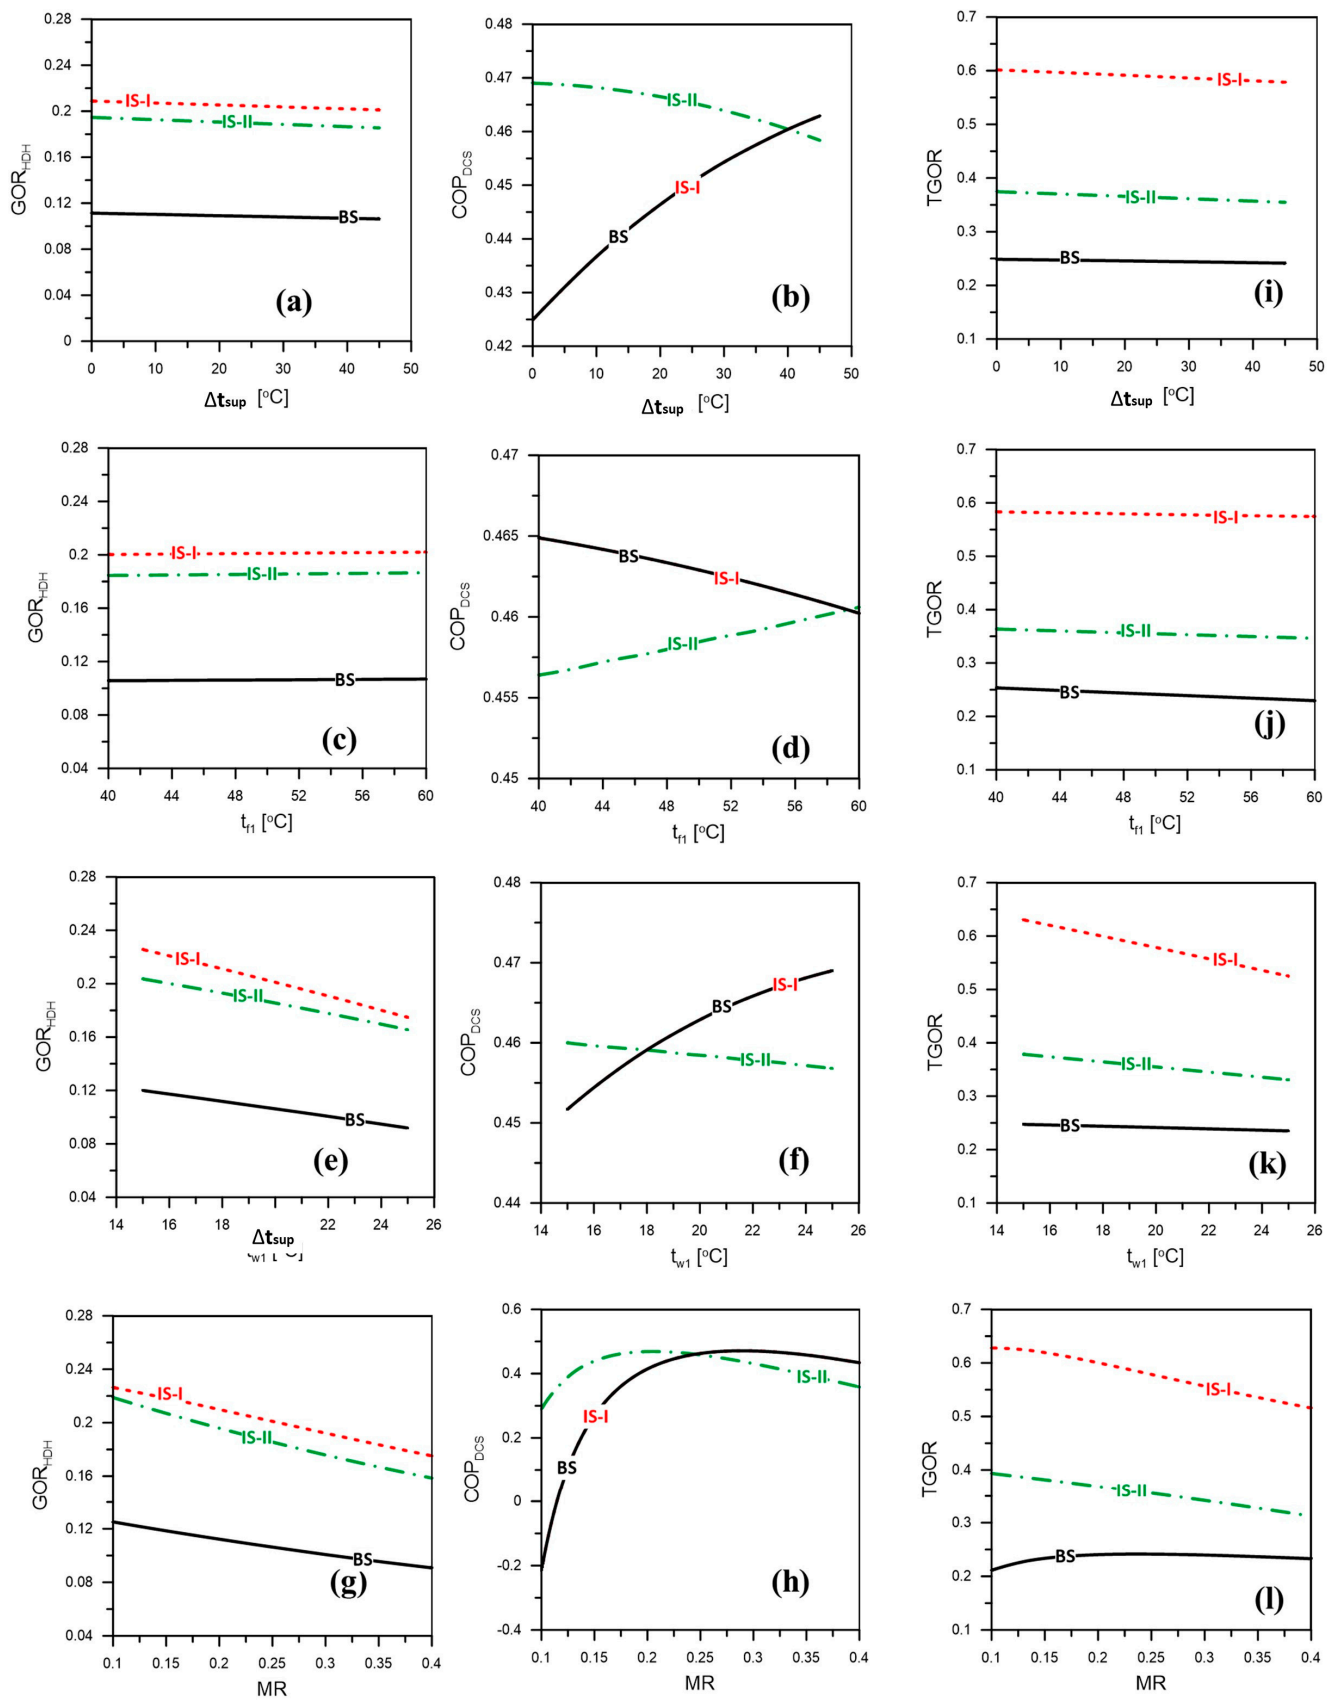 0.28
0.24
0.2
0.16
0.12
0.08
0.04
0
GOR_HDH
IS-I
IS-II
BS
(a)
0 10 20 30 40 50
Δt_sup [°C]
0.48
0.47
0.46
0.45
0.44
0.43
0.42
COP_DCS
IS-II
IS-I
BS
(b)
0 10 20 30 40 50
Δt_sup [°C]
0.7
0.6
0.5
0.4
0.3
0.2
0.1
TGOR
IS-I
IS-II
BS
(i)
0 10 20 30 40 50
Δt_sup [°C]
0.28
0.24
0.2
0.16
0.12
0.08
0.04
GOR_HDH
IS-I
IS-II
BS
(c)
40 44 48 52 56 60
t_f1 [°C]
0.47
0.465
0.46
0.455
0.45
COP_DCS
BS
IS-I
IS-II
(d)
40 44 48 52 56 60
t_f1 [°C]
0.7
0.6
0.5
0.4
0.3
0.2
0.1
TGOR
IS-I
IS-II
BS
(j)
40 44 48 52 56 60
t_f1 [°C]
0.28
0.24
0.2
0.16
0.12
0.08
0.04
GOR_HDH
IS-I
IS-II
BS
(e)
14 16 18 20 22 24 26
Δt_sup
t_w1 [°C]
0.48
0.47
0.46
0.45
0.44
COP_DCS
IS-I
BS
IS-II
(f)
14 16 18 20 22 24 26
t_w1 [°C]
0.7
0.6
0.5
0.4
0.3
0.2
0.1
TGOR
IS-I
IS-II
BS
(k)
14 16 18 20 22 24 26
t_w1 [°C]
0.28
0.24
0.2
0.16
0.12
0.08
0.04
GOR_HDH
IS-I
IS-II
BS
(g)
0.1 0.15 0.2 0.25 0.3 0.35 0.4
MR
0.6
0.4
0.2
0
-0.2
-0.4
COP_DCS
IS-II
IS-I
BS
(h)
0.1 0.15 0.2 0.25 0.3 0.35 0.4
MR
0.7
0.6
0.5
0.4
0.3
0.2
0.1
TGOR
IS-I
IS-II
BS
(l)
0.1 0.15 0.2 0.25 0.3 0.35 0.4
MR